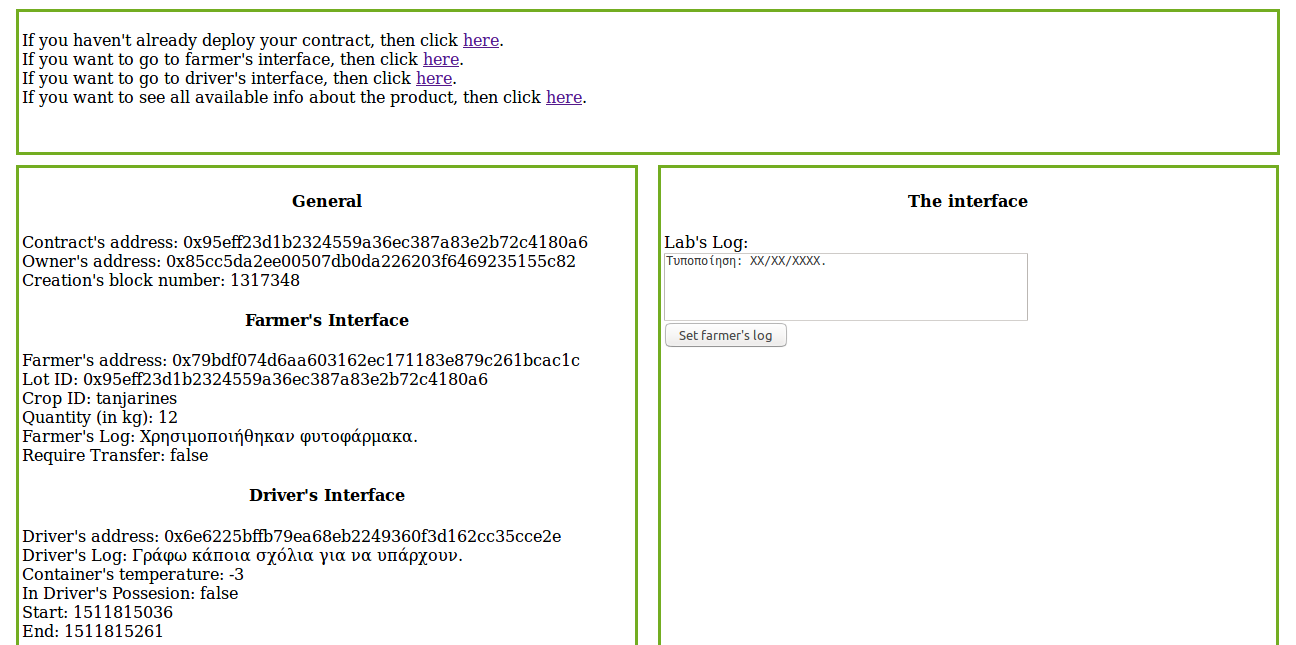 If you haven't already deploy your contract, then click here.
If you want to go to farmer's interface, then click here.
If you want to go to driver's interface, then click here.
If you want to see all available info about the product, then click here.
General
Contract's address: 0x95eff23d1b2324559a36ec387a83e2b72c4180a6
Owner's address: 0x85cc5da2ee00507db0da226203f6469235155c82
Creation's block number: 1317348
Farmer's Interface
Farmer's address: 0x79bdf074d6aa603162ec171183e879c261bcac1c
Lot ID: 0x95eff23d1b2324559a36ec387a83e2b72c4180a6
Crop ID: tanjarines
Quantity (in kg): 12
Farmer's Log: Χρησιμοποιήθηκαν φυτοφάρμακα.
Require Transfer: false
Driver's Interface
Driver's address: 0x6e6225bffb79ea68eb2249360f3d162cc35cce2e
Driver's Log: Γράφω κάποια σχόλια για να υπάρχουν.
Container's temperature: -3
In Driver's Possesion: false
Start: 1511815036
End: 1511815261
The interface
Lab's Log:
Τυποποίηση: XX/XX/XXXX.
Set farmer's log